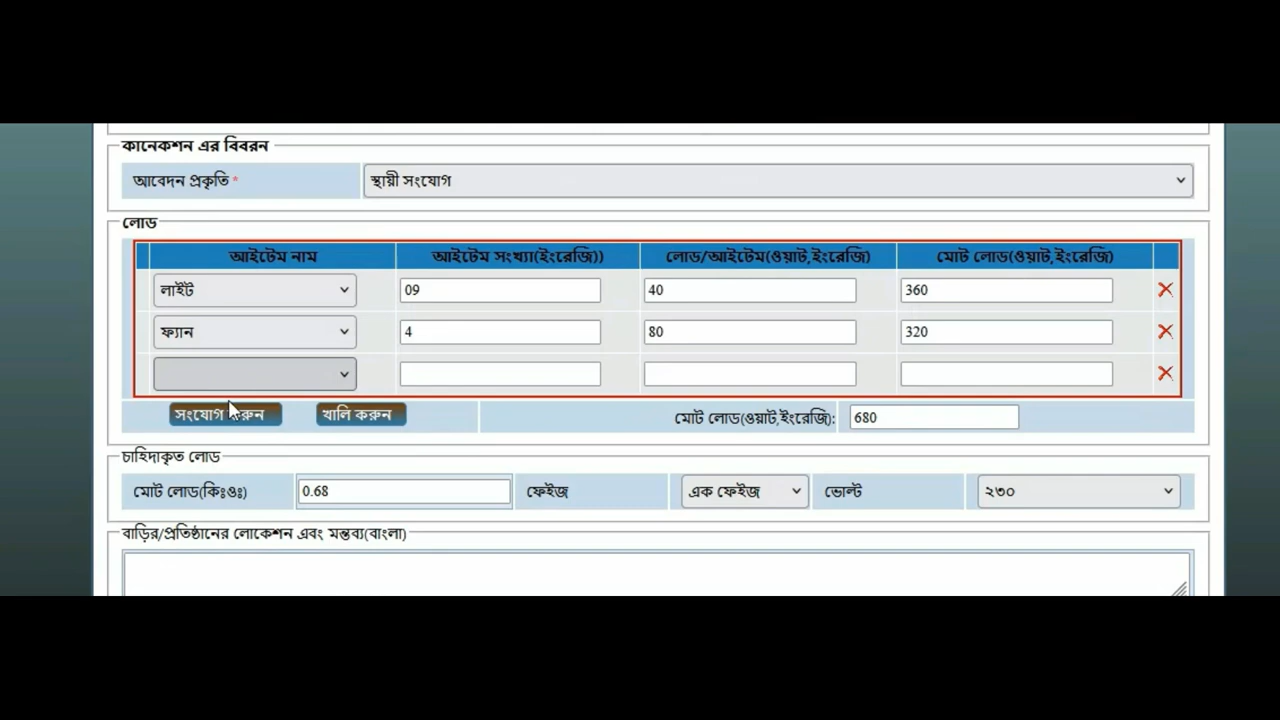 কানেকশন এর বিবরন
আবেদন প্রকৃতি * স্থায়ী সংযোগ
লোড
আইটেম নাম আইটেম সংখ্যা(ইংরেজি)) লোড/আইটেম(ওয়াট,ইংরেজি) মোট লোড(ওয়াট,ইংরেজি)
লাইট 09 40 360
ফ্যান 4 80 320
সংযোগ করুন খালি করুন মোট লোড(ওয়াট,ইংরেজি): 680
চাহিদাকৃত লোড
মোট লোড(কিঃওঃ) 0.68 ফেইজ এক ফেইজ ভোল্ট ২৩০
বাড়ির/প্রতিষ্ঠানের লোকেশন এবং মন্তব্য(বাংলা)